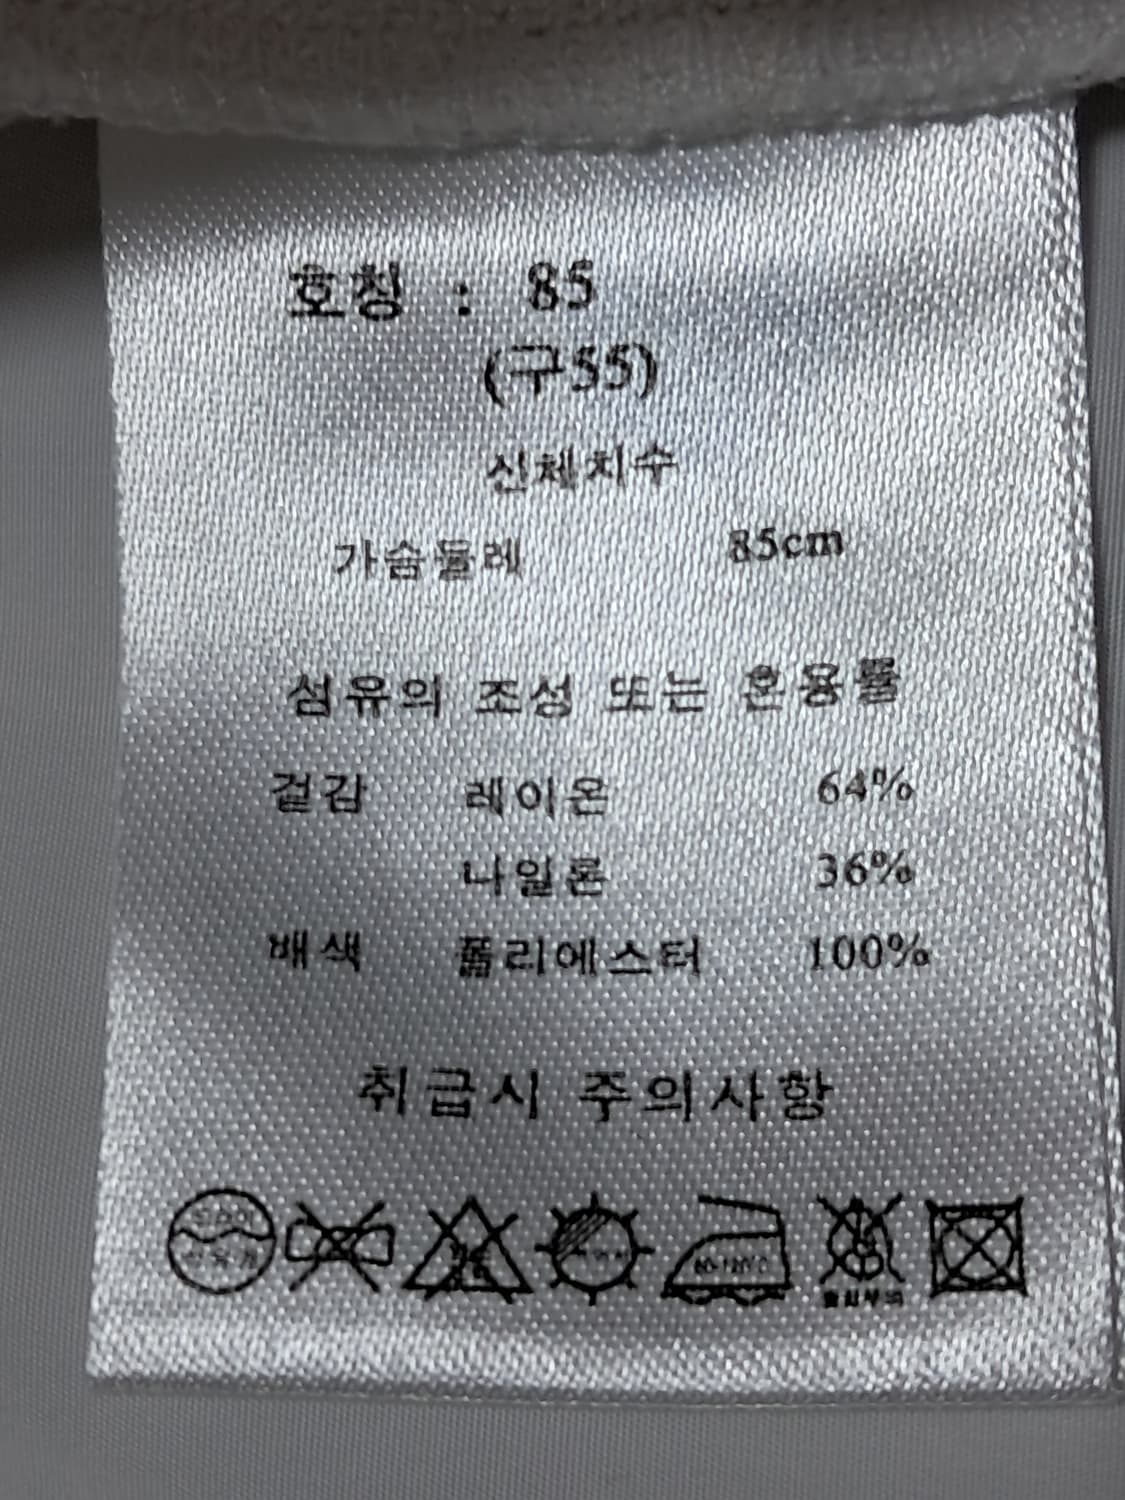 호칭 : 85
(구55)
신체치수
가슴둘레 85cm
섬유의 조성 또는 혼용률
겉감 레이온 64%
나일론 36%
배색 폴리에스터 100%
취급시 주의사항
80-120℃